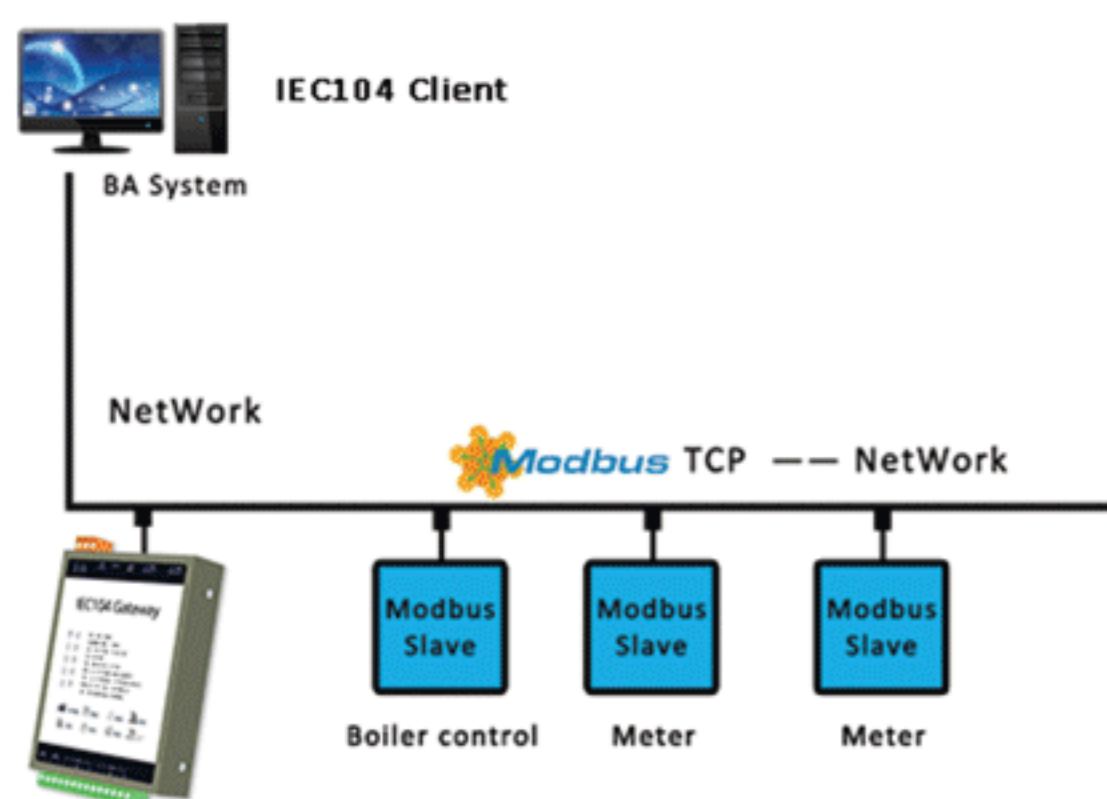 IEC104 Client
BA System
NetWork
Modbus TCP —— NetWork
IEC104 Gateway
Modbus
Slave
Modbus
Slave
Modbus
Slave
Boiler control
Meter
Meter